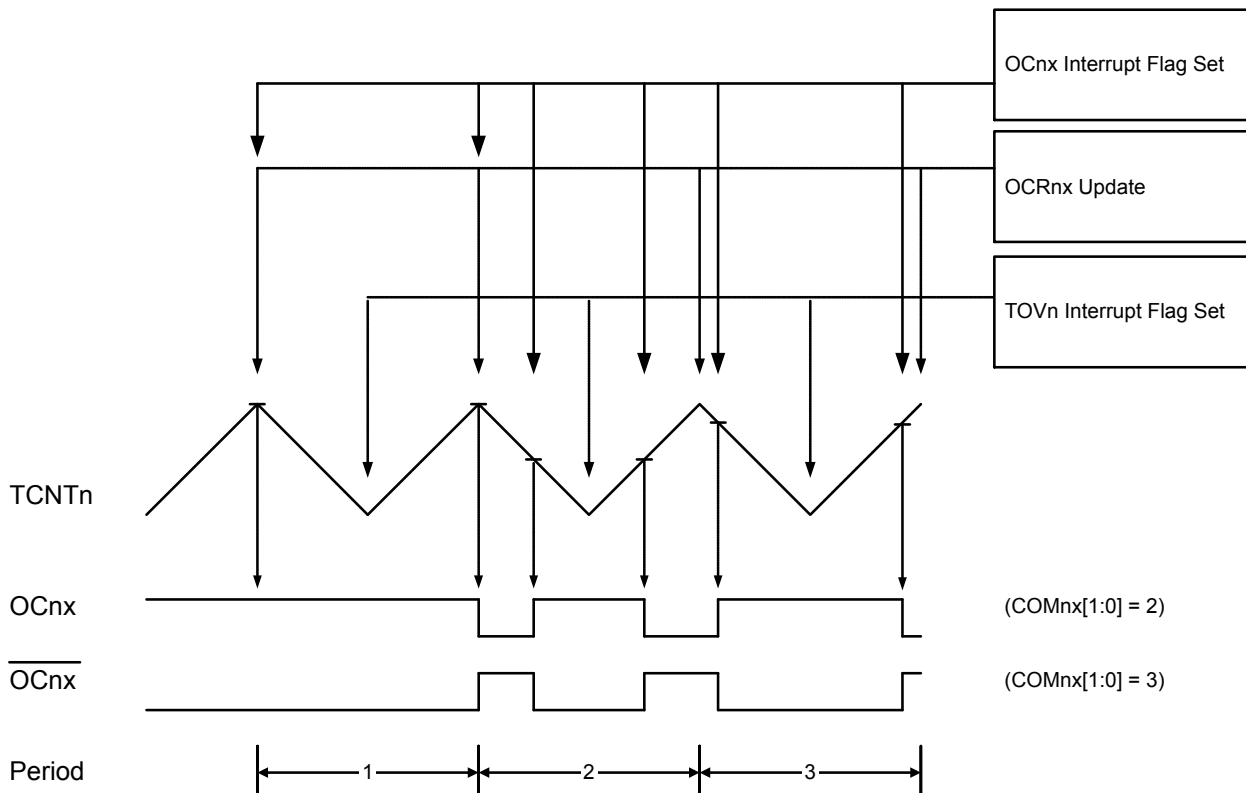 OCnx Interrupt Flag Set
OCRnx Update
TOVn Interrupt Flag Set
TCNTn
OCnx
(COMnx[1:0] = 2)
OCnx
(COMnx[1:0] = 3)
Period
1
2
3